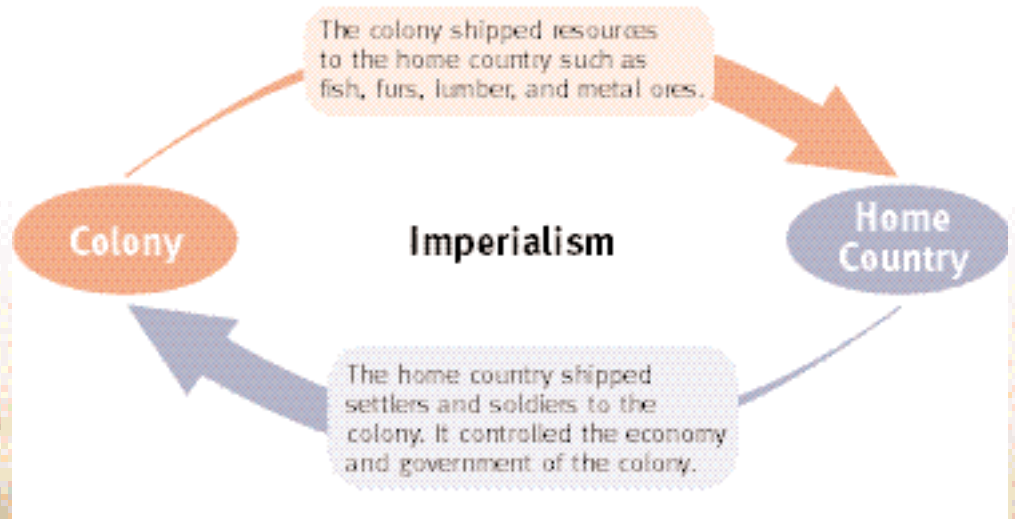 The colony shipped resources
to the home country such as
fish, furs, lumber, and metal ores.
Colony
Imperialism
Home
Country
The home country shipped
settlers and soldiers to the
colony. It controlled the economy
and government of the colony.